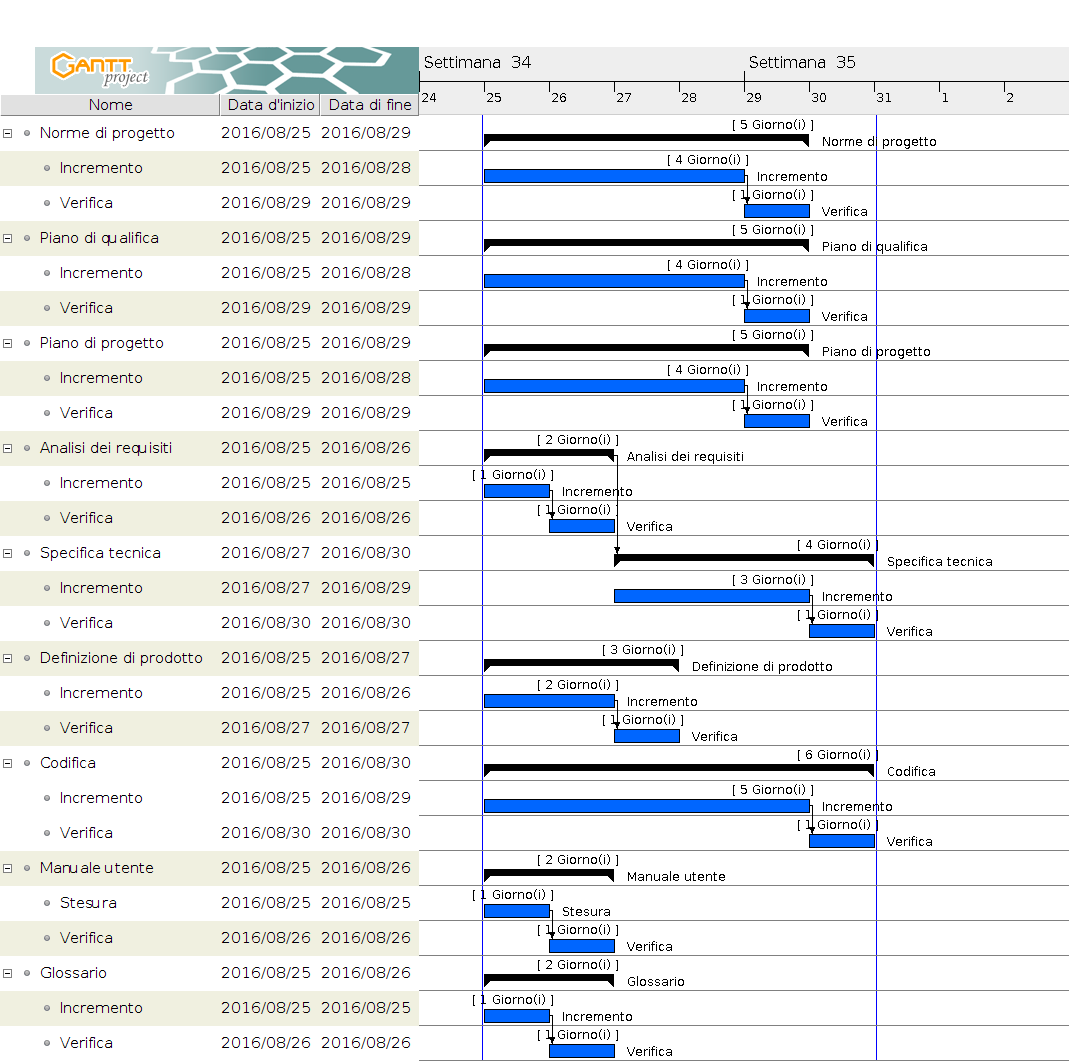 GANTT project
Settimana 34 Settimana 35
Nome Data d'inizio Data di fine 24 25 26 27 28 29 30 31 1 2
Norme di progetto 2016/08/25 2016/08/29 [ 5 Giorno(i) ] Norme di progetto
Incremento 2016/08/25 2016/08/28 [ 4 Giorno(i) ] Incremento
Verifica 2016/08/29 2016/08/29 [ 1 Giorno(i) ] Verifica
Piano di qualifica 2016/08/25 2016/08/29 [ 5 Giorno(i) ] Piano di qualifica
Incremento 2016/08/25 2016/08/28 [ 4 Giorno(i) ] Incremento
Verifica 2016/08/29 2016/08/29 [ 1 Giorno(i) ] Verifica
Piano di progetto 2016/08/25 2016/08/29 [ 5 Giorno(i) ] Piano di progetto
Incremento 2016/08/25 2016/08/28 [ 4 Giorno(i) ] Incremento
Verifica 2016/08/29 2016/08/29 [ 1 Giorno(i) ] Verifica
Analisi dei requisiti 2016/08/25 2016/08/26 [ 2 Giorno(i) ] Analisi dei requisiti
Incremento 2016/08/25 2016/08/25 [ 1 Giorno(i) ] Incremento
Verifica 2016/08/26 2016/08/26 [ 1 Giorno(i) ] Verifica
Specifica tecnica 2016/08/27 2016/08/30 [ 4 Giorno(i) ] Specifica tecnica
Incremento 2016/08/27 2016/08/29 [ 3 Giorno(i) ] Incremento
Verifica 2016/08/30 2016/08/30 [ 1 Giorno(i) ] Verifica
Definizione di prodotto 2016/08/25 2016/08/27 [ 3 Giorno(i) ] Definizione di prodotto
Incremento 2016/08/25 2016/08/26 [ 2 Giorno(i) ] Incremento
Verifica 2016/08/27 2016/08/27 [ 1 Giorno(i) ] Verifica
Codifica 2016/08/25 2016/08/30 [ 6 Giorno(i) ] Codifica
Incremento 2016/08/25 2016/08/29 [ 5 Giorno(i) ] Incremento
Verifica 2016/08/30 2016/08/30 [ 1 Giorno(i) ] Verifica
Manuale utente 2016/08/25 2016/08/26 [ 2 Giorno(i) ] Manuale utente
Stesura 2016/08/25 2016/08/25 [ 1 Giorno(i) ] Stesura
Verifica 2016/08/26 2016/08/26 [ 1 Giorno(i) ] Verifica
Glossario 2016/08/25 2016/08/26 [ 2 Giorno(i) ] Glossario
Incremento 2016/08/25 2016/08/25 [ 1 Giorno(i) ] Incremento
Verifica 2016/08/26 2016/08/26 [ 1 Giorno(i) ] Verifica